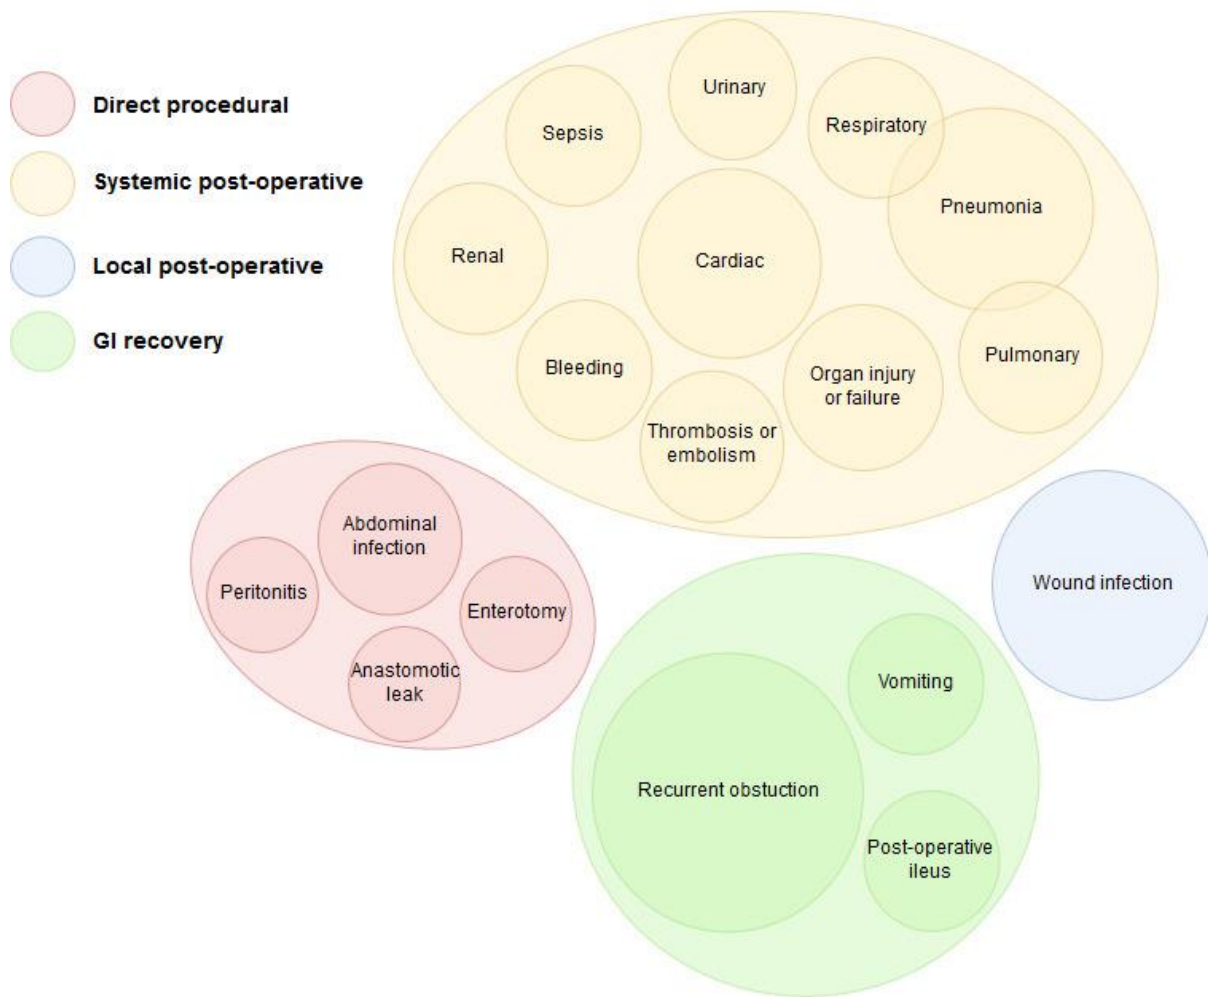 Direct procedural
Systemic post-operative
Local post-operative
GI recovery
Urinary
Sepsis
Respiratory
Pneumonia
Renal
Cardiac
Bleeding
Pulmonary
Organ injury
or failure
Thrombosis or
embolism
Abdominal
infection
Peritonitis
Enterotomy
Anastomotic
leak
Wound infection
Vomiting
Recurrent obstuction
Post-operative
ileus